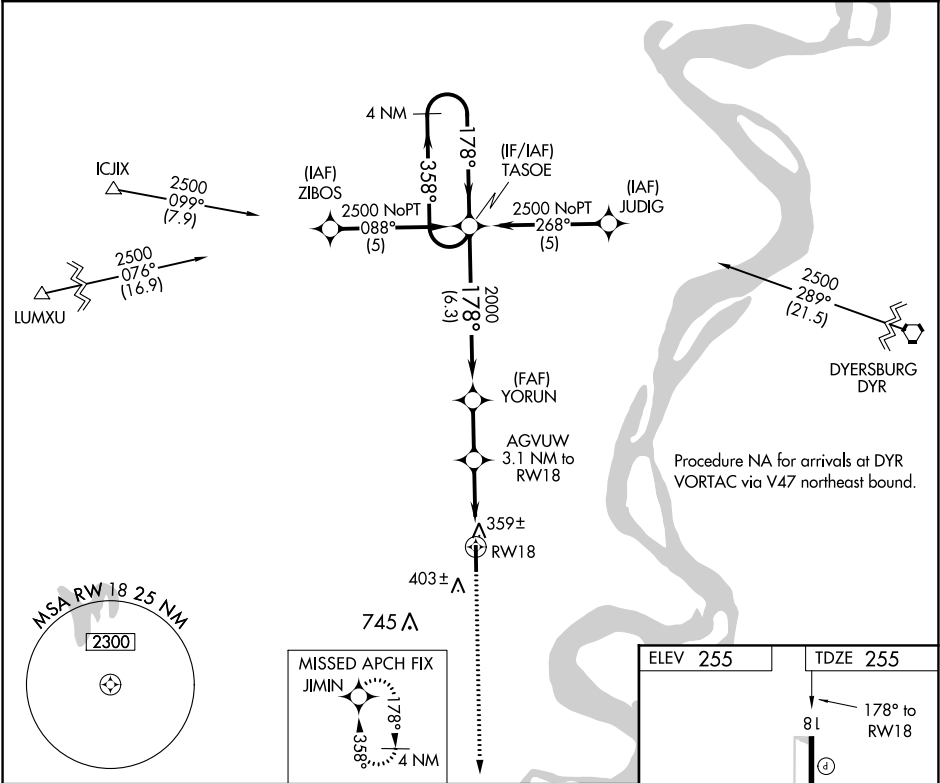 4 NM
178°
358°
(IF/IAF)
TASOE
ICJIX
2500
099°
(7.9)
(IAF)
ZIBOS
2500 NoPT
088°
(5)
2500 NoPT
268°
(5)
(IAF)
JUDIG
LUMXU
2500
076°
(16.9)
2000
178°
(6.3)
2500
289°
(21.5)
DYERSBURG
DYR
(FAF)
YORUN
AGVUW
3.1 NM to
RW18
Procedure NA for arrivals at DYR
VORTAC via V47 northeast bound.
359±
RW18
403±
745
MSA RW 18 25 NM
2300
MISSED APCH FIX
JIMIN
178°
358°
4 NM
ELEV 255
TDZE 255
178° to
RW18
18
P